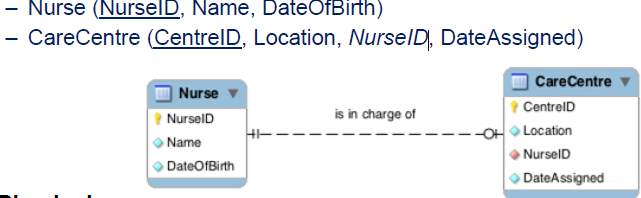 – Nurse (NurseID, Name, DateOfBirth)
– CareCentre (CentreID, Location, NurseID, DateAssigned)
Nurse
NurseID
Name
DateOfBirth
is in charge of
CareCentre
CentreID
Location
NurseID
DateAssigned